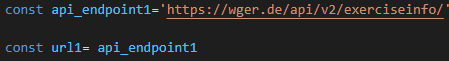 const api_endpoint1='https://wger.de/api/v2/exerciseinfo/'
const url1= api_endpoint1